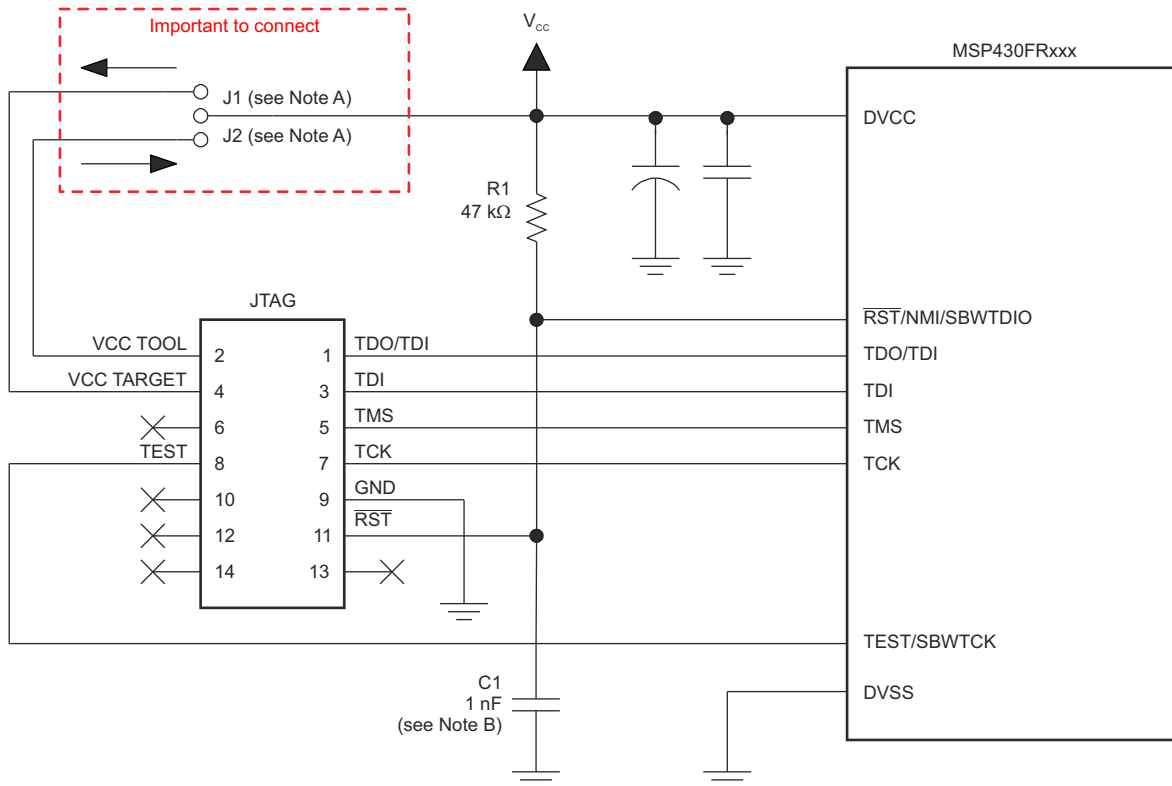 Important to connect
J1 (see Note A)
J2 (see Note A)
Vcc
MSP430FRxxx
DVCC
R1
47 kΩ
JTAG
RST/NMI/SBWTDIO
VCC TOOL
2
1
TDO/TDI
TDO/TDI
VCC TARGET
4
3
TDI
TDI
6
5
TMS
TMS
TEST
8
7
TCK
TCK
10
9
GND
12
11
RST
14
13
TEST/SBWTCK
C1
1 nF
(see Note B)
DVSS